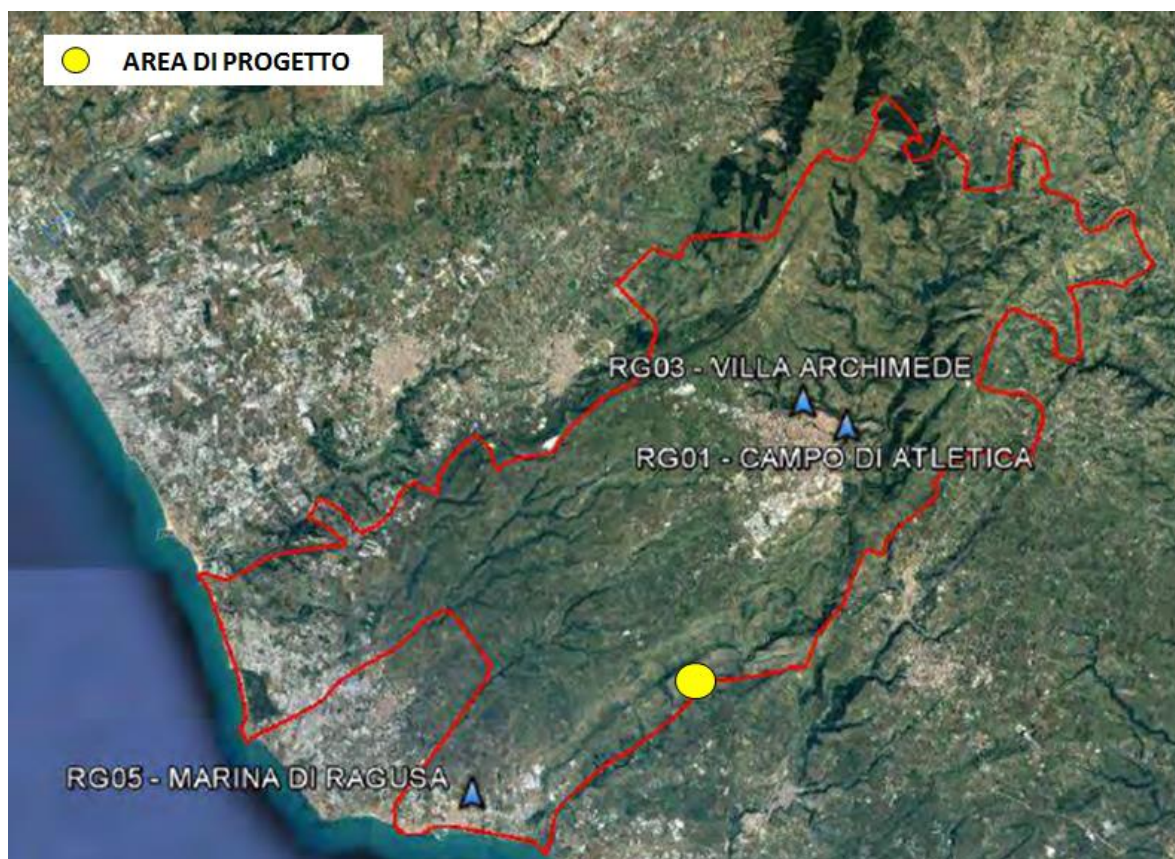 AREA DI PROGETTO
RG03 - VILLA ARCHIMEDE
RG01 - CAMPO DI ATLETICA
RG05 - MARINA DI RAGUSA